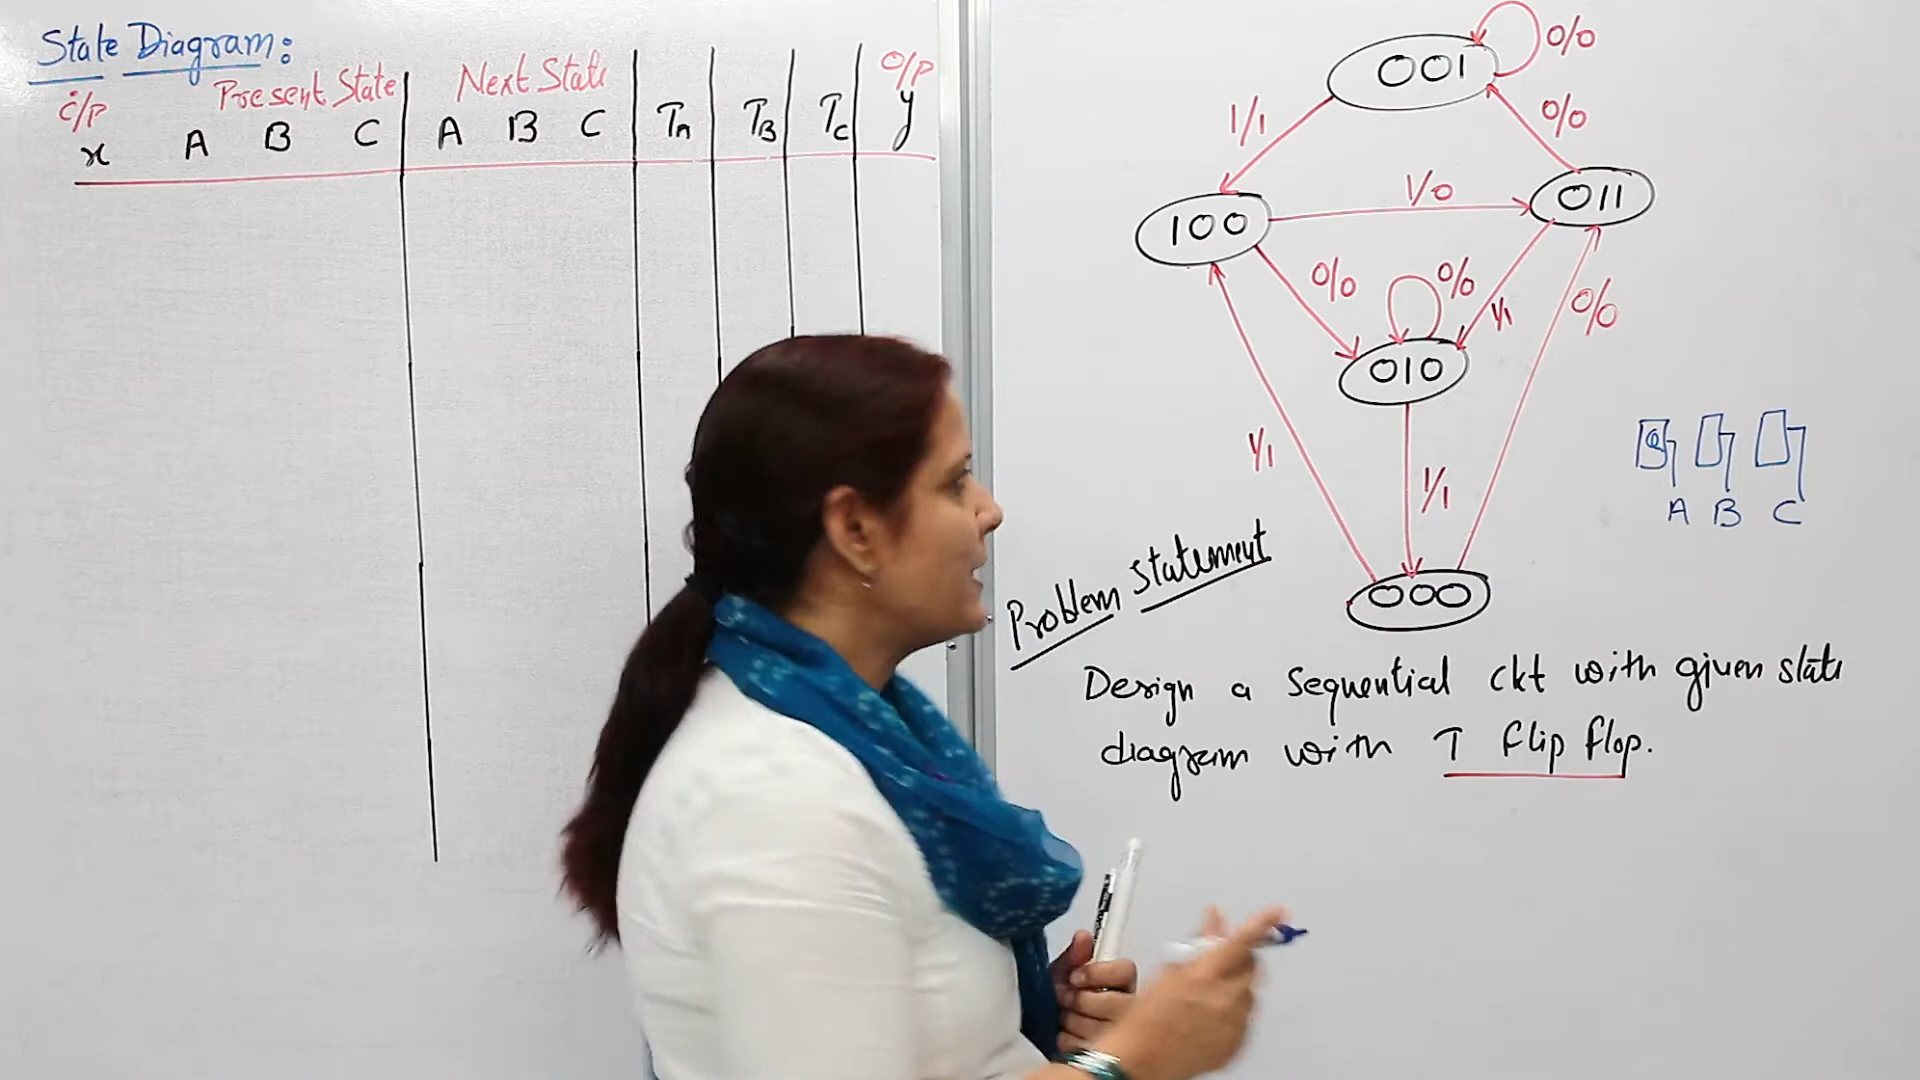 State Diagram:
i/p Present State Next State o/p
x A B C A B C TA TB TC y
0/0
001
1/1 0/0
1/0 011
100
0/0 0/0 1/1 0/0
010
1/1 1/1
Q
A B C
000
Problem Statement
Design a sequential ckt with given state
diagram with T flip flop.